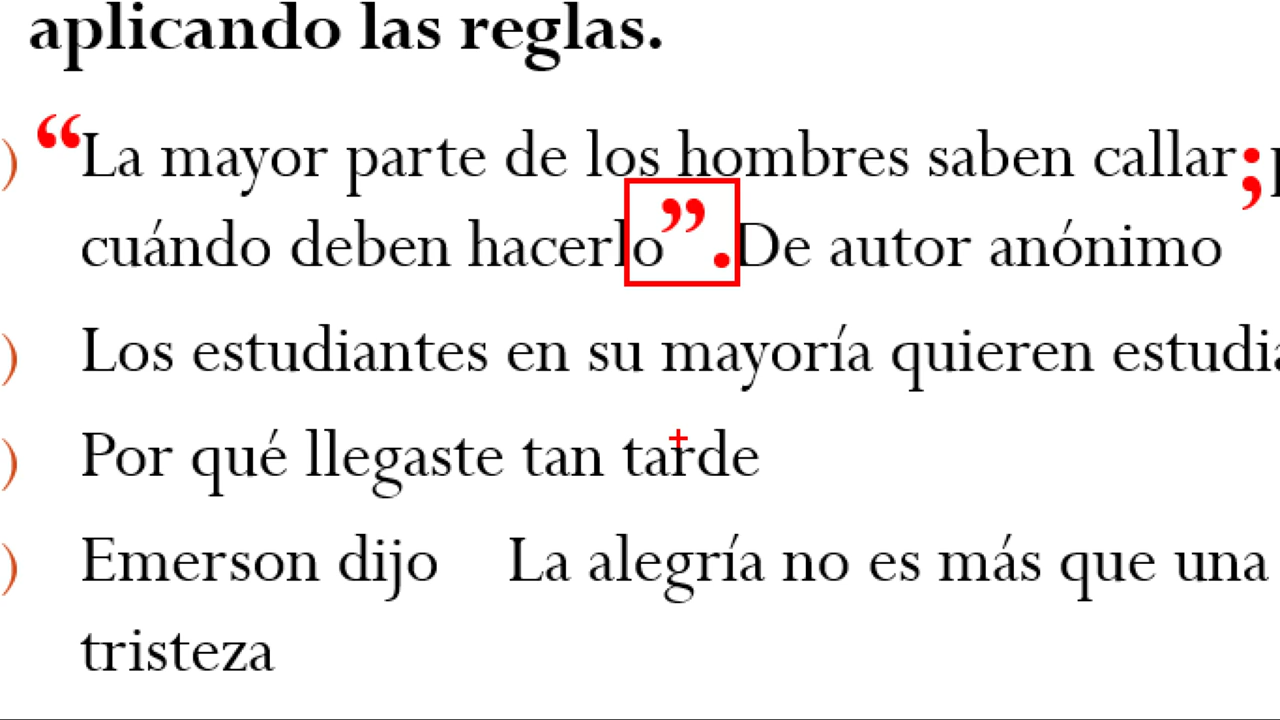 aplicando las reglas.
) “La mayor parte de los hombres saben callar;
cuándo deben hacerlo”. De autor anónimo
) Los estudiantes en su mayoría quieren
) Por qué llegaste tan tarde
) Emerson dijo La alegría no es más que una
tristeza